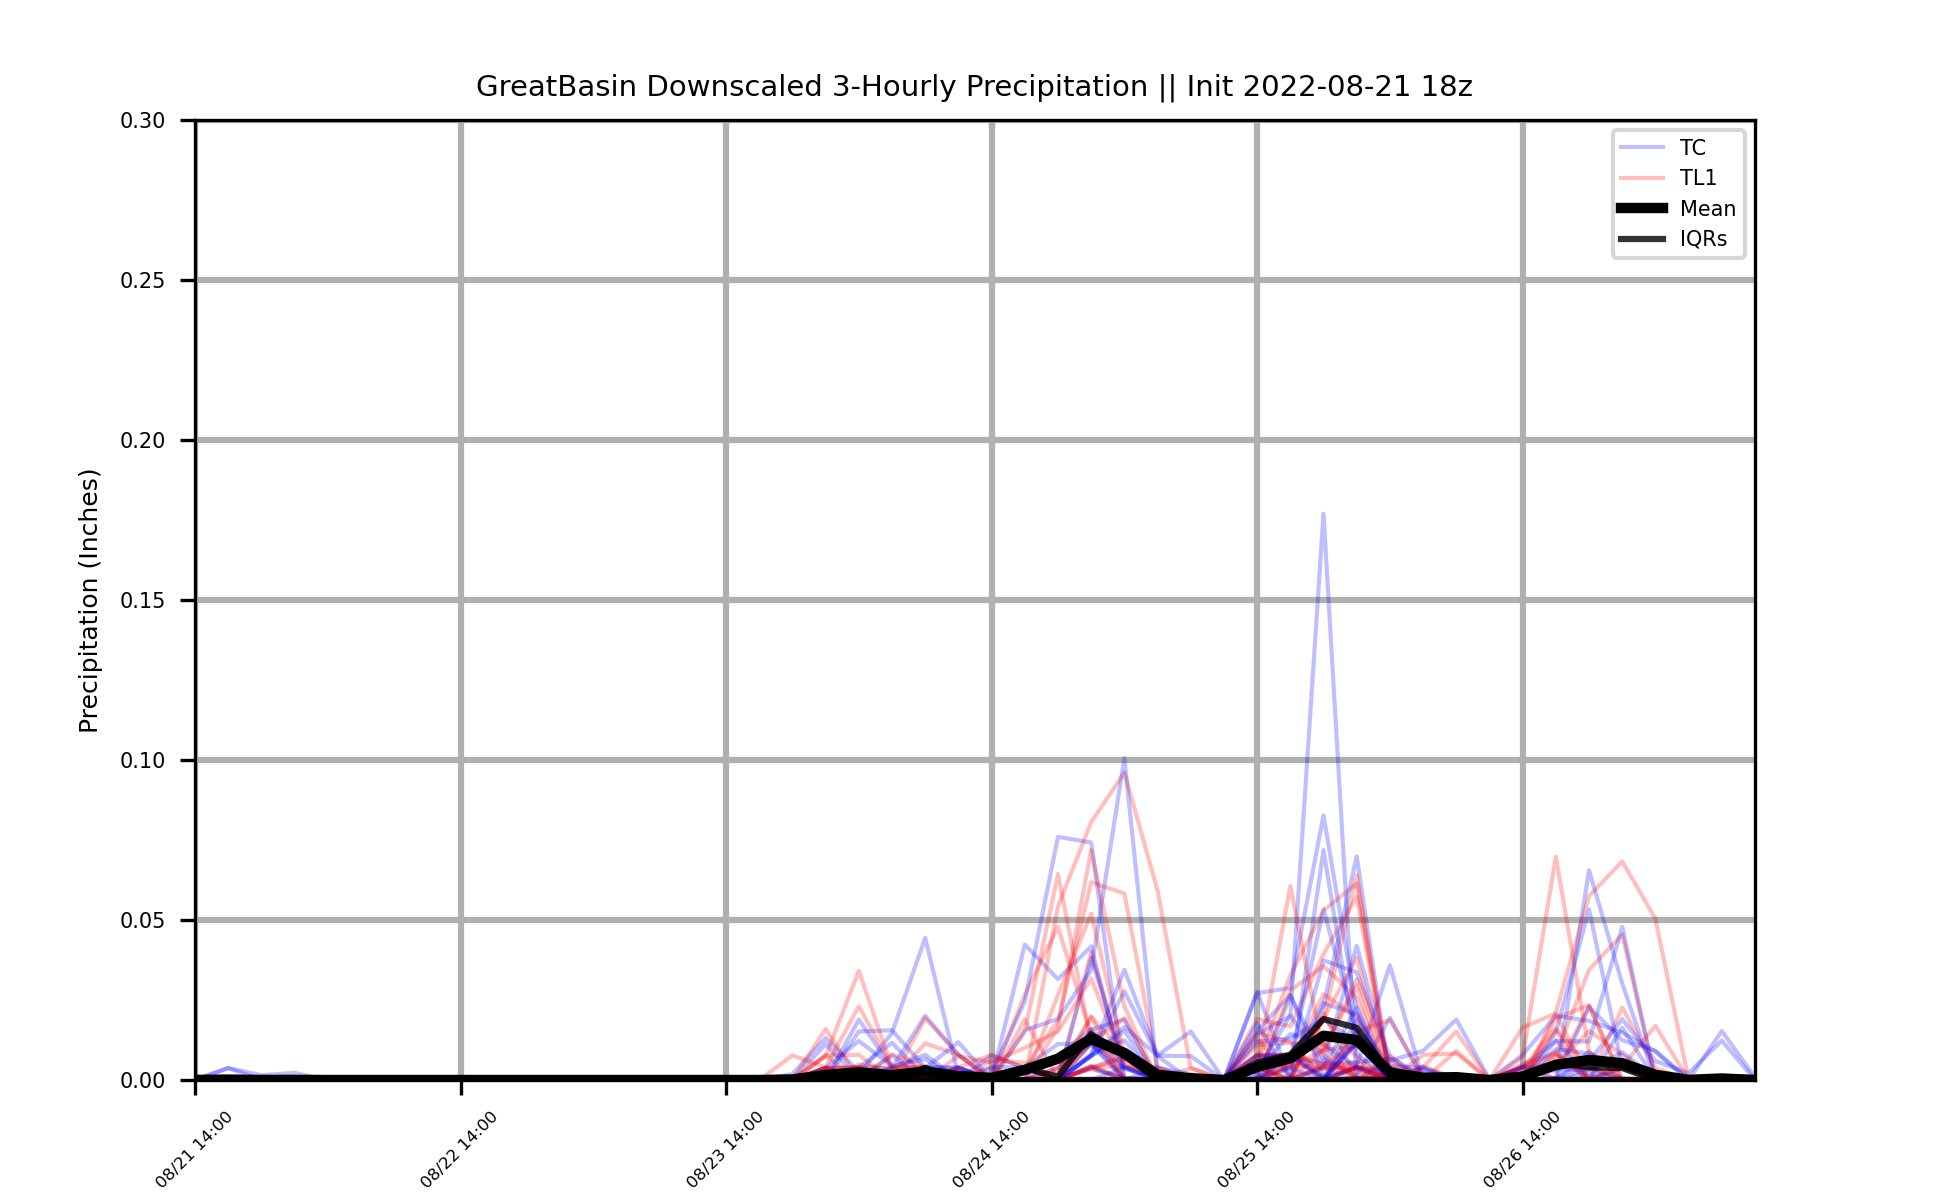 GreatBasin Downscaled 3-Hourly Precipitation || Init 2022-08-21 18z
Precipitation (Inches)
0.30
0.25
0.20
0.15
0.10
0.05
0.00
TC
TL1
Mean
IQRs
08/21 14:00
08/22 14:00
08/23 14:00
08/24 14:00
08/25 14:00
08/26 14:00